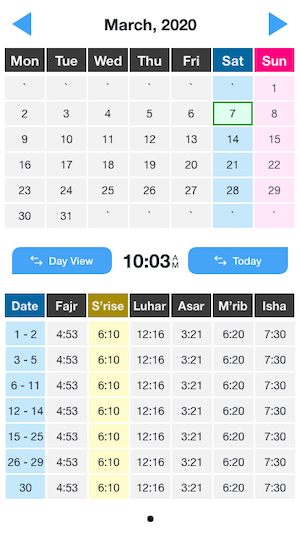 March, 2020
Mon Tue Wed Thu Fri Sat Sun
` ` ` ` ` ` 1
2 3 4 5 6 7 8
9 10 11 12 13 14 15
16 17 18 19 20 21 22
23 24 25 26 27 28 29
30 31 ` ` ` ` `
Day View 10:03 AM Today
Date Fajr S'rise Luhar Asar M'rib Isha
1 - 2 4:53 6:10 12:16 3:21 6:20 7:30
3 - 5 4:53 6:10 12:16 3:21 6:20 7:30
6 - 11 4:53 6:10 12:16 3:21 6:20 7:30
12 - 14 4:53 6:10 12:16 3:21 6:20 7:30
15 - 25 4:53 6:10 12:16 3:21 6:20 7:30
26 - 29 4:53 6:10 12:16 3:21 6:20 7:30
30 4:53 6:10 12:16 3:21 6:20 7:30